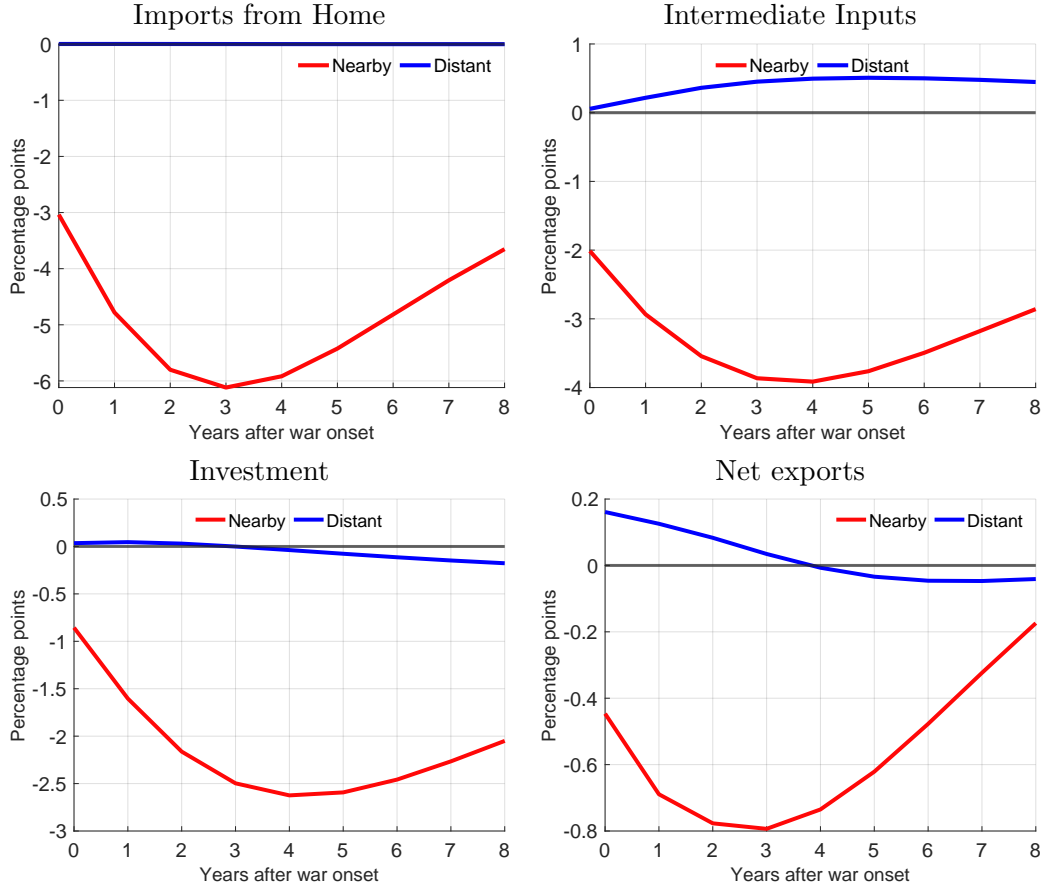 Imports from Home
0
-1
-2
-3
-4
-5
-6
Percentage points
Nearby Distant
0 1 2 3 4 5 6 7 8
Years after war onset
Intermediate Inputs
1
0
-1
-2
-3
-4
Percentage points
Nearby Distant
0 1 2 3 4 5 6 7 8
Years after war onset
Investment
0.5
0
-0.5
-1
-1.5
-2
-2.5
-3
Percentage points
Nearby Distant
0 1 2 3 4 5 6 7 8
Years after war onset
Net exports
0.2
0
-0.2
-0.4
-0.6
-0.8
Percentage points
Nearby Distant
0 1 2 3 4 5 6 7 8
Years after war onset